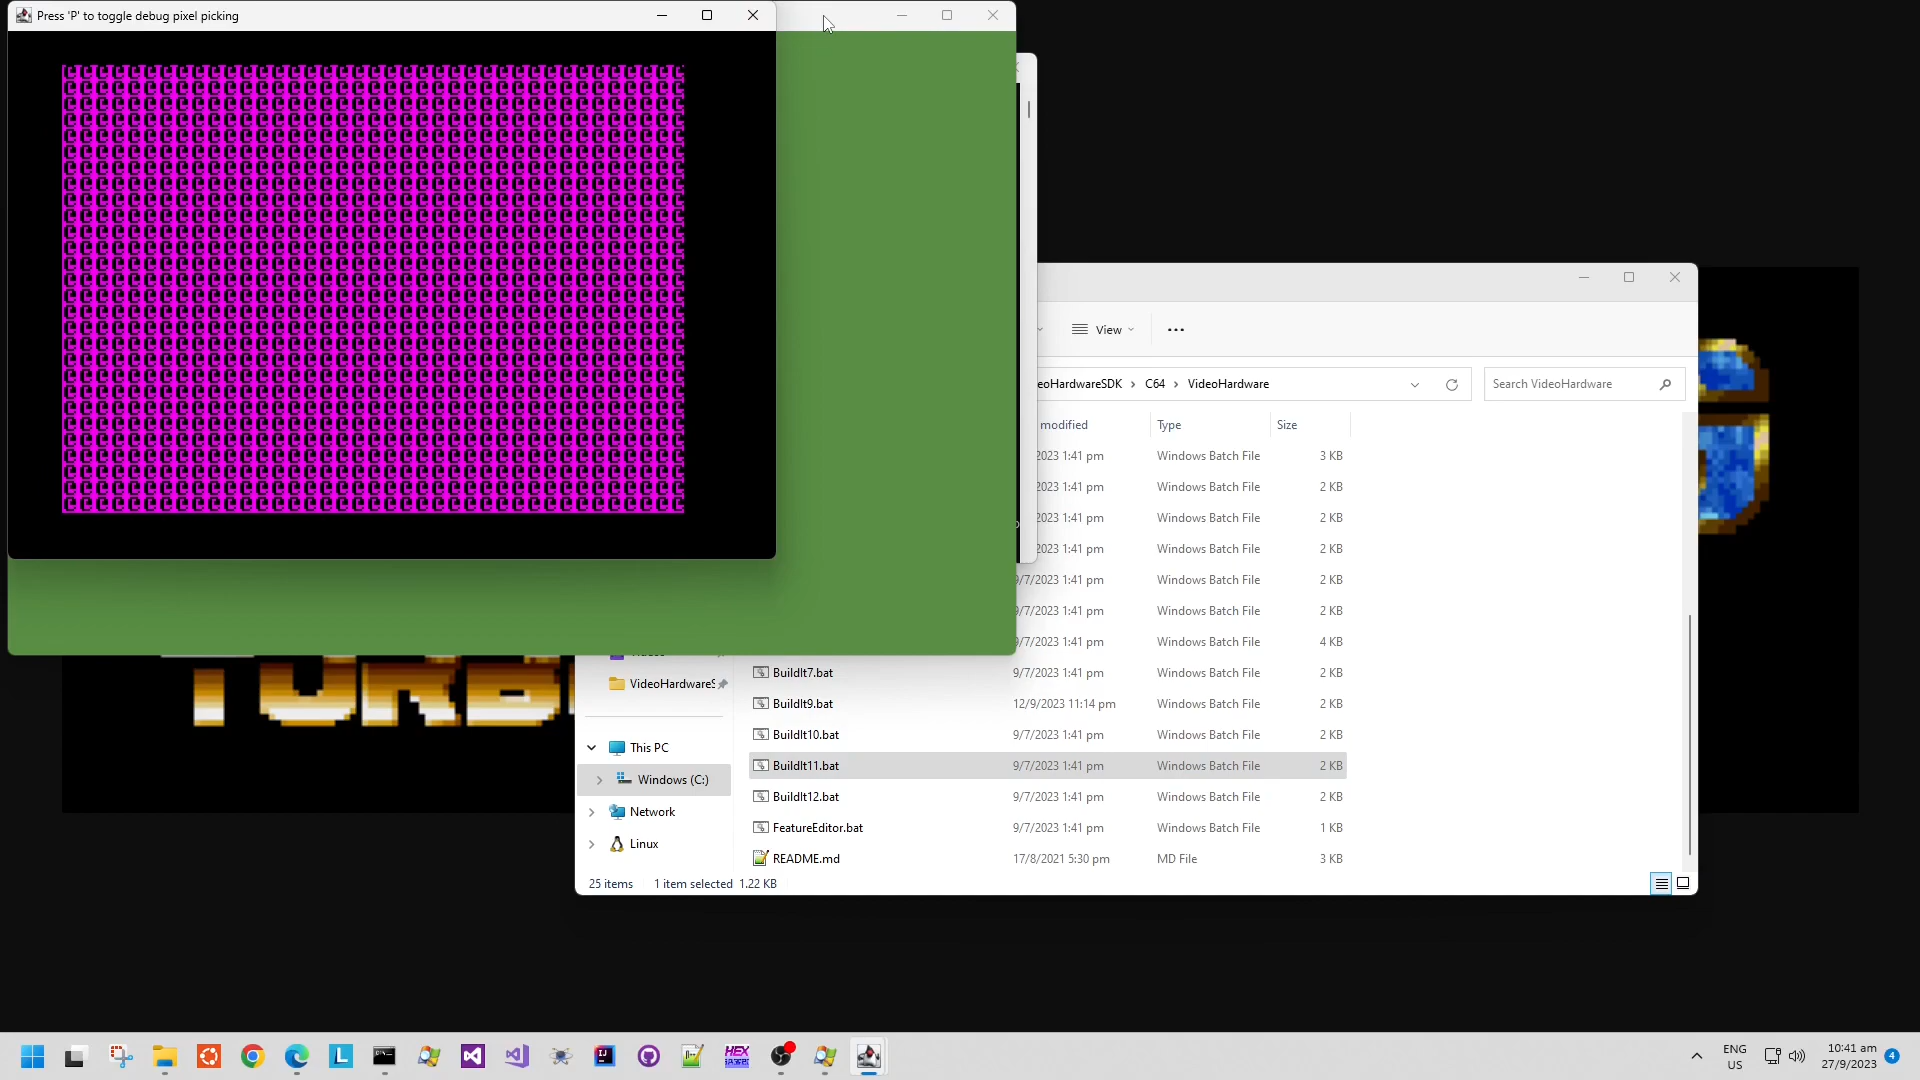 Press 'P' to toggle debug pixel picking
View
eoHardwareSDK > C64 > VideoHardware
Search VideoHardware
modified Type Size
2023 1:41 pm Windows Batch File 3 KB
2023 1:41 pm Windows Batch File 2 KB
2023 1:41 pm Windows Batch File 2 KB
2023 1:41 pm Windows Batch File 2 KB
9/7/2023 1:41 pm Windows Batch File 2 KB
9/7/2023 1:41 pm Windows Batch File 2 KB
9/7/2023 1:41 pm Windows Batch File 4 KB
BuildIt7.bat 9/7/2023 1:41 pm Windows Batch File 2 KB
BuildIt9.bat 12/9/2023 11:14 pm Windows Batch File 2 KB
BuildIt10.bat 9/7/2023 1:41 pm Windows Batch File 2 KB
BuildIt11.bat 9/7/2023 1:41 pm Windows Batch File 2 KB
BuildIt12.bat 9/7/2023 1:41 pm Windows Batch File 2 KB
FeatureEditor.bat 9/7/2023 1:41 pm Windows Batch File 1 KB
README.md 17/8/2021 5:30 pm MD File 3 KB
VideoHardwareS
This PC
Windows (C:)
Network
Linux
25 items 1 item selected 1.22 KB
TURB
HEX
ENG
US
10:41 am
27/9/2023
4